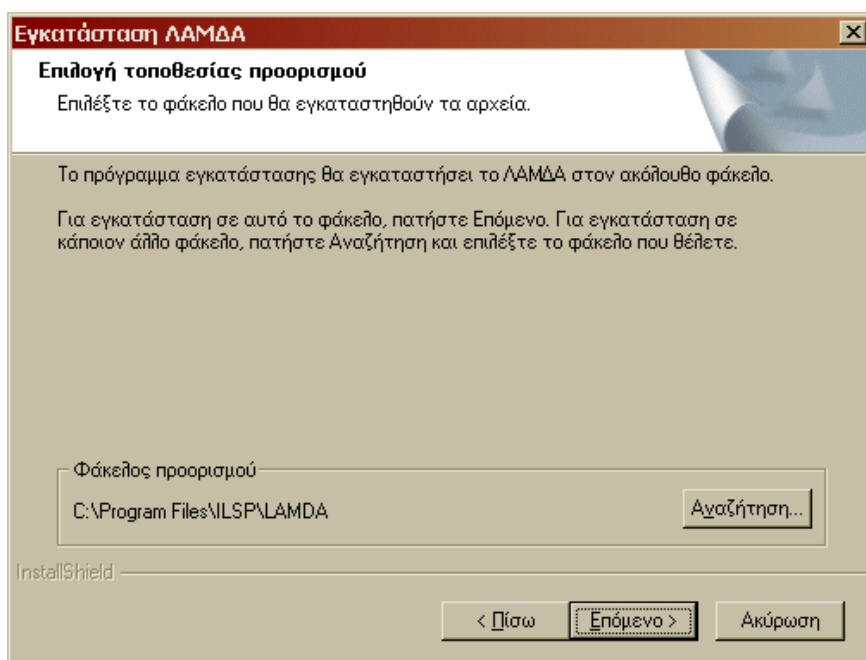 Εγκατάσταση ΛΑΜΔΑ
Επιλογή τοποθεσίας προορισμού
Επιλέξτε το φάκελο που θα εγκαταστηθούν τα αρχεία.
Το πρόγραμμα εγκατάστασης θα εγκαταστήσει το ΛΑΜΔΑ στον ακόλουθο φάκελο.
Για εγκατάσταση σε αυτό το φάκελο, πατήστε Επόμενο. Για εγκατάσταση σε
κάποιον άλλο φάκελο, πατήστε Αναζήτηση και επιλέξτε το φάκελο που θέλετε.
Φάκελος προορισμού
C:\Program Files\ILSP\LAMDA
Αναζήτηση...
InstallShield
< Πίσω
Επόμενο >
Ακύρωση